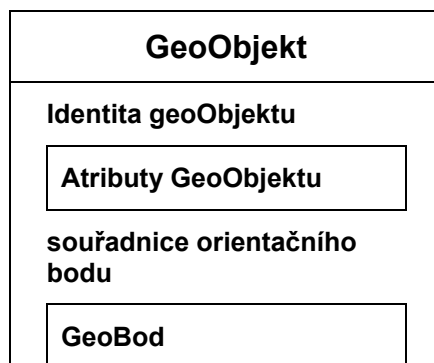 GeoObjekt
Identita geoObjektu
Atributy GeoObjektu
souřadnice orientačního
bodu
GeoBod